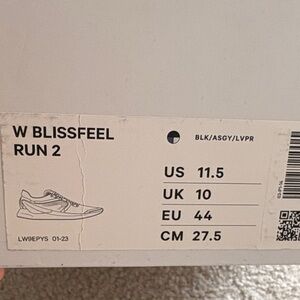 W BLISSFEEL
RUN 2
BLK/ASGY/LVPR
US 11.5
UK 10
EU 44
CM 27.5
LW9EPYS 01-23